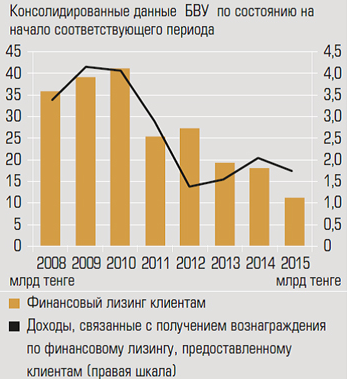 Консолидированные данные БВУ по состоянию на
начало соответствующего периода
45 4,5
40 4,0
35 3,5
30 3,0
25 2,5
20 2,0
15 1,5
10 1,0
5 0,5
0 0
2008 2009 2010 2011 2012 2013 2014 2015
млрд тенге млрд тенге
Финансовый лизинг клиентам
Доходы, связанные с получением вознаграждения
по финансовому лизингу, предоставленному
клиентам (правая шкала)